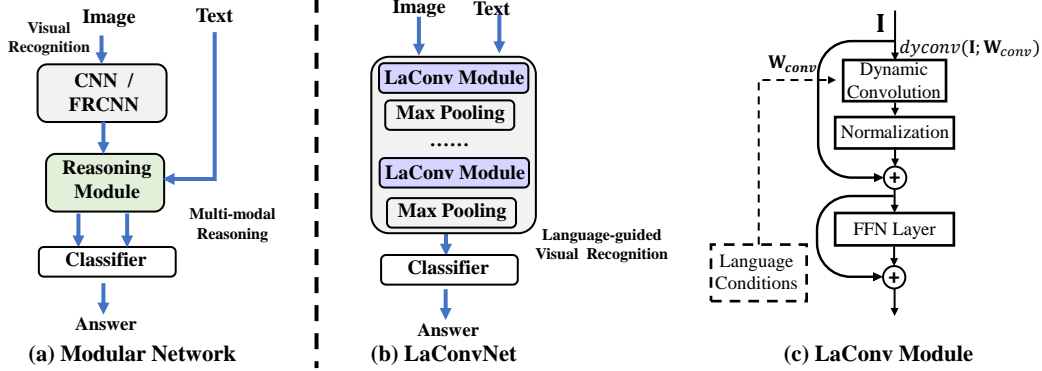 Image
Text
Visual
Recognition
CNN /
FRCNN
Reasoning
Module
Multi-modal
Reasoning
Classifier
Answer
(a) Modular Network
Image
Text
LaConv Module
Max Pooling
......
LaConv Module
Max Pooling
Language-guided
Visual Recognition
Classifier
Answer
(b) LaConvNet
I
dyconv(I; W_conv)
W_conv
Dynamic
Convolution
Normalization
+
FFN Layer
Language
Conditions
+
(c) LaConv Module